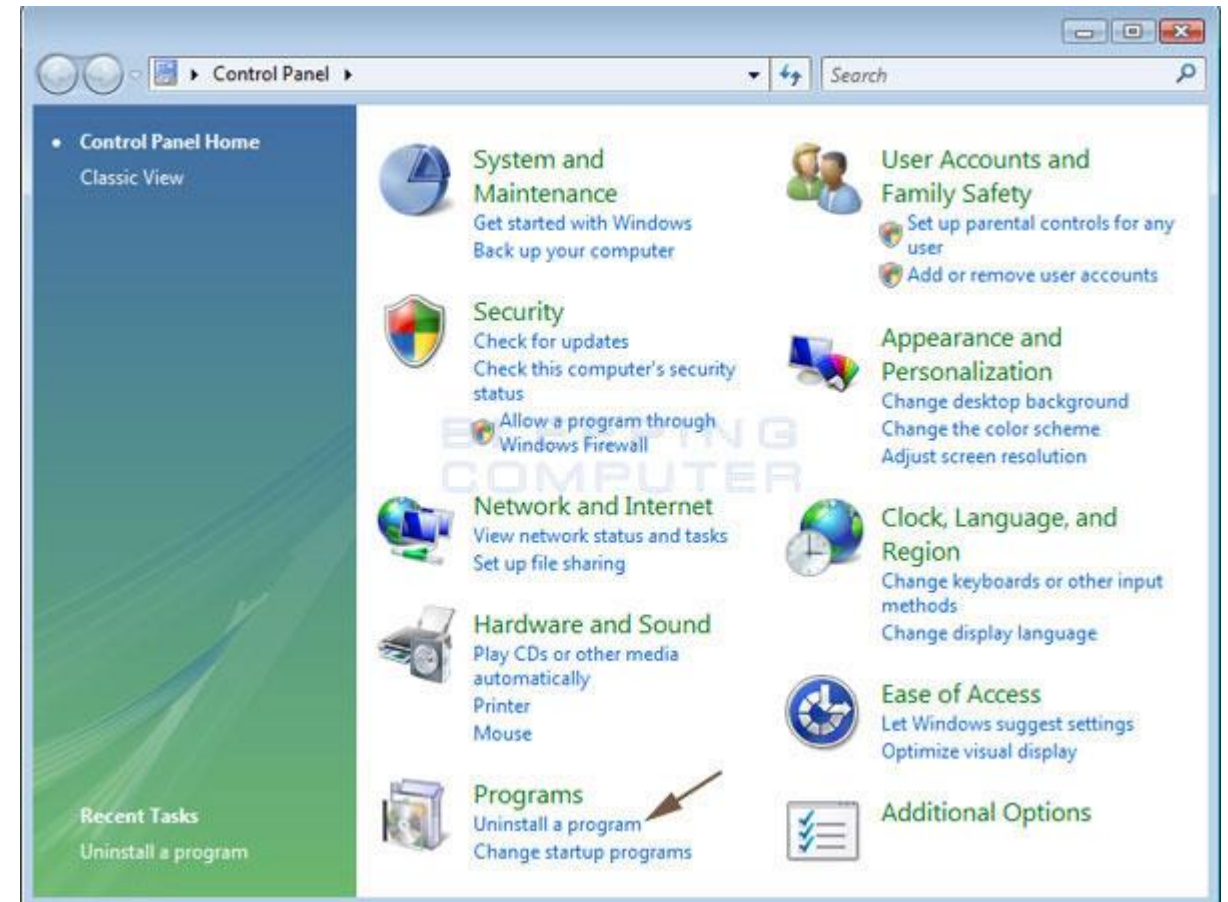 Control Panel
Search
Control Panel Home
Classic View
Recent Tasks
Uninstall a program
System and
Maintenance
Get started with Windows
Back up your computer
Security
Check for updates
Check this computer's security
status
Allow a program through
Windows Firewall
Network and Internet
View network status and tasks
Set up file sharing
Hardware and Sound
Play CDs or other media
automatically
Printer
Mouse
Programs
Uninstall a program
Change startup programs
User Accounts and
Family Safety
Set up parental controls for any
user
Add or remove user accounts
Appearance and
Personalization
Change desktop background
Change the color scheme
Adjust screen resolution
Clock, Language, and
Region
Change keyboards or other input
methods
Change display language
Ease of Access
Let Windows suggest settings
Optimize visual display
Additional Options
COMPUTER